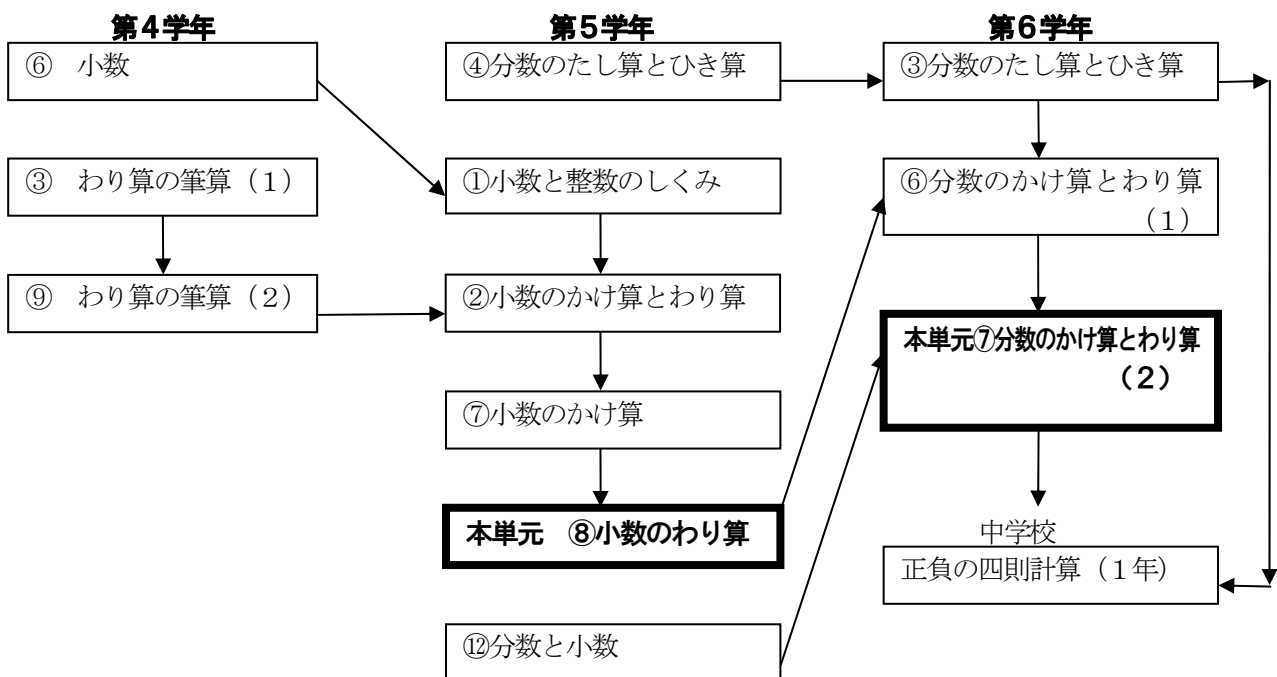 第４学年
⑥　小数
③　わり算の筆算（１）
⑨　わり算の筆算（２）
第５学年
④分数のたし算とひき算
①小数と整数のしくみ
②小数のかけ算とわり算
⑦小数のかけ算
本単元　⑧小数のわり算
⑫分数と小数
第６学年
③分数のたし算とひき算
⑥分数のかけ算とわり算
（１）
本単元⑦分数のかけ算とわり算
（２）
中学校
正負の四則計算（１年）